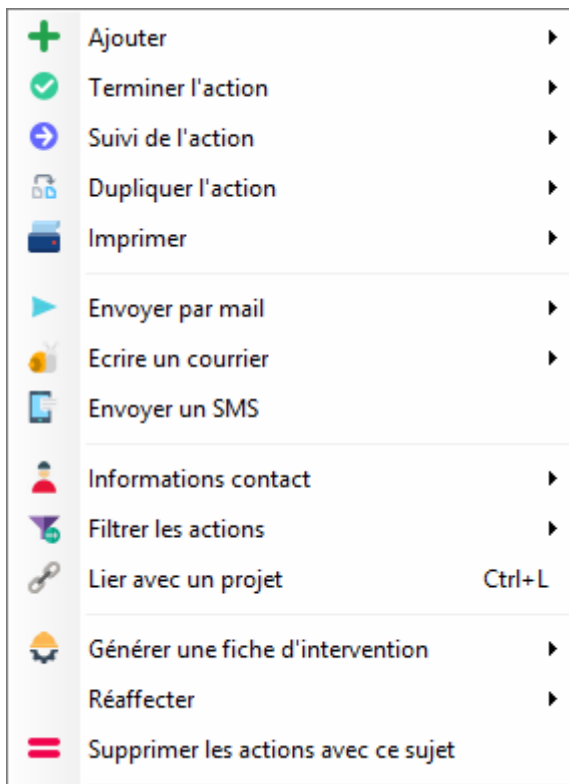 Ajouter
Terminer l'action
Suivi de l'action
Dupliquer l'action
Imprimer
Envoyer par mail
Ecrire un courrier
Envoyer un SMS
Informations contact
Filtrer les actions
Lier avec un projet Ctrl+L
Générer une fiche d'intervention
Réaffecter
Supprimer les actions avec ce sujet